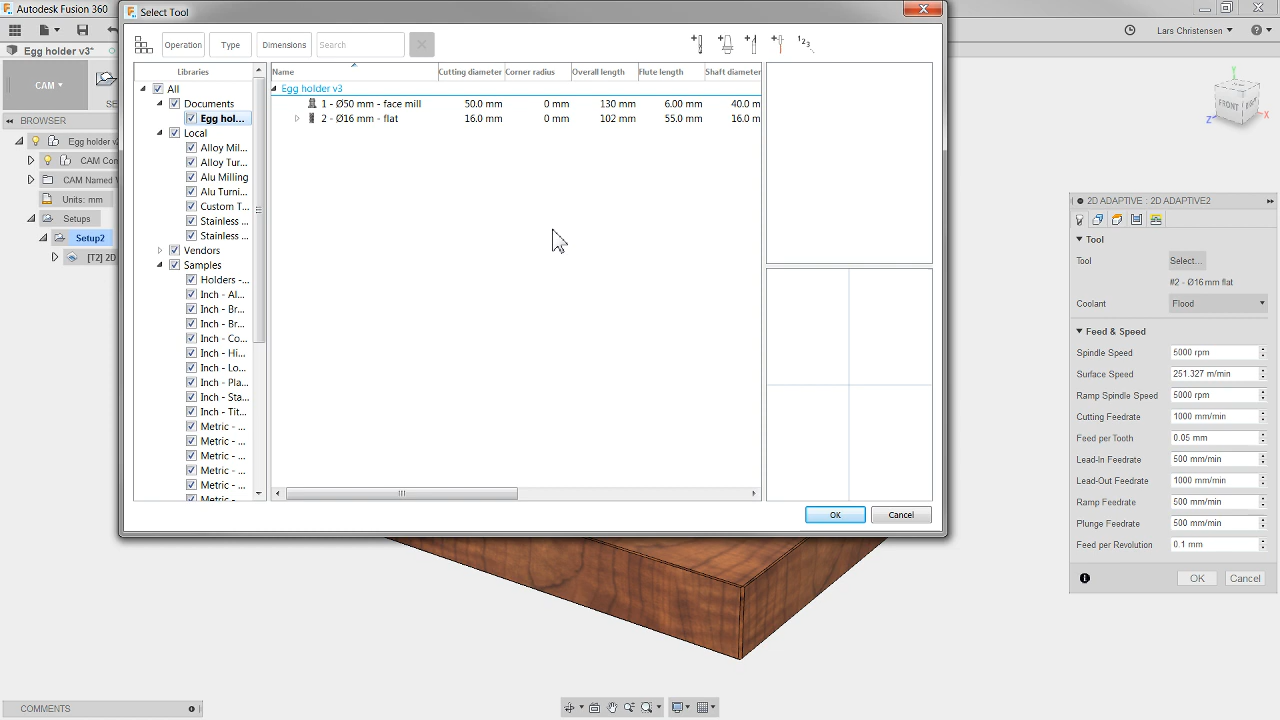 Autodesk Fusion 360
Select Tool
Egg holder v3*
Lars Christensen
CAM
SE
BROWSER
Egg holder v
CAM Con
CAM Named V
Units: mm
Setups
Setup2
[T2] 2D
Operation
Type
Dimensions
Search
1 2 3
Libraries
All
Documents
Egg hol...
Local
Alloy Mil...
Alloy Tur...
Alu Milling
Alu Turni...
Custom T...
Stainless ...
Stainless ...
Vendors
Samples
Holders -...
Inch - Al...
Inch - Br...
Inch - Br...
Inch - Co...
Inch - Hi...
Inch - Lo...
Inch - Pla...
Inch - Sta...
Inch - Tit...
Metric - ...
Metric - ...
Metric - ...
Metric - ...
Metric - ...
Metric - ...
Name Cutting diameter Corner radius Overall length Flute length Shaft diameter
Egg holder v3
1 - Ø50 mm - face mill 50.0 mm 0 mm 130 mm 6.00 mm 40.0 m
2 - Ø16 mm - flat 16.0 mm 0 mm 102 mm 55.0 mm 16.0 m
OK
Cancel
FRONT
2D ADAPTIVE : 2D ADAPTIVE2
Tool
Tool Select...
#2 - Ø16 mm flat
Coolant Flood
Feed & Speed
Spindle Speed 5000 rpm
Surface Speed 251.327 m/min
Ramp Spindle Speed 5000 rpm
Cutting Feedrate 1000 mm/min
Feed per Tooth 0.05 mm
Lead-In Feedrate 500 mm/min
Lead-Out Feedrate 1000 mm/min
Ramp Feedrate 500 mm/min
Plunge Feedrate 500 mm/min
Feed per Revolution 0.1 mm
OK Cancel
COMMENTS